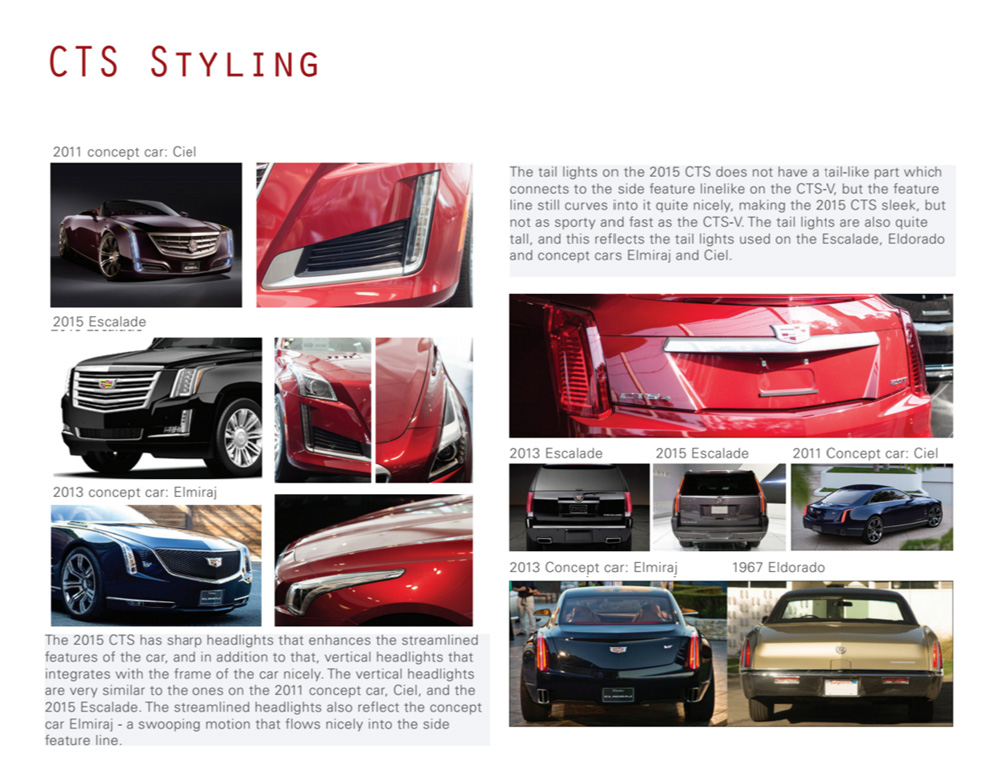 CTS Styling
2011 concept car: Ciel
2015 Escalade
2013 concept car: Elmiraj
The 2015 CTS has sharp headlights that enhances the streamlined
features of the car, and in addition to that, vertical headlights that
integrates with the frame of the car nicely. The vertical headlights
are very similar to the ones on the 2011 concept car, Ciel, and the
2015 Escalade. The streamlined headlights also reflect the concept
car Elmiraj - a swooping motion that flows nicely into the side
feature line.
The tail lights on the 2015 CTS does not have a tail-like part which
connects to the side feature linelike on the CTS-V, but the feature
line still curves into it quite nicely, making the 2015 CTS sleek, but
not as sporty and fast as the CTS-V. The tail lights are also quite
tall, and this reflects the tail lights used on the Escalade, Eldorado
and concept cars Elmiraj and Ciel.
2013 Escalade
2015 Escalade
2011 Concept car: Ciel
2013 Concept car: Elmiraj
1967 Eldorado